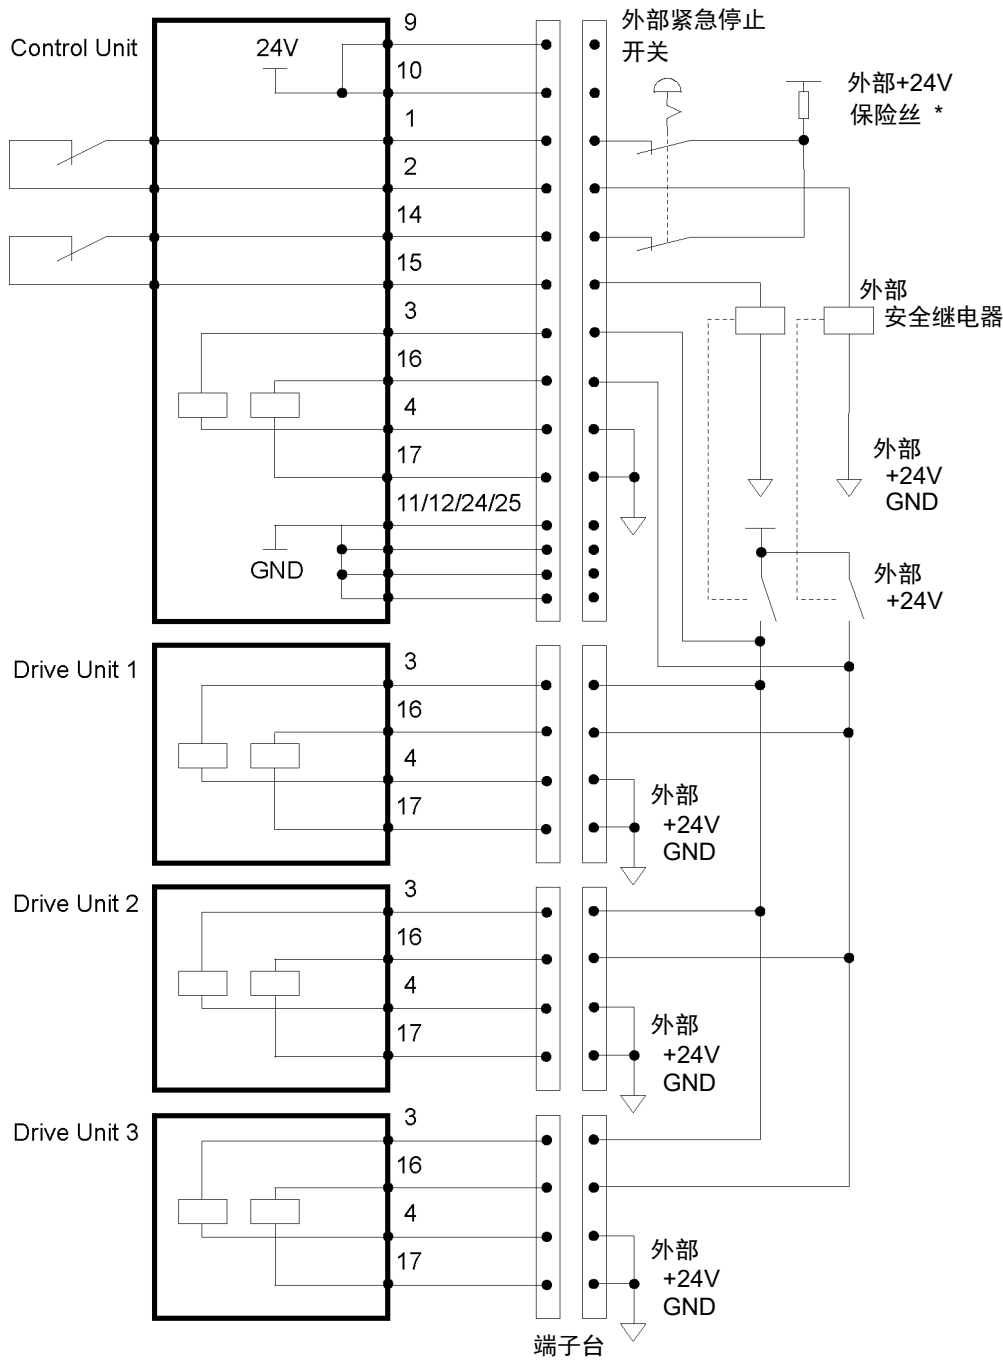 Control Unit
24V
9
10
1
2
14
15
3
16
4
17
11/12/24/25
GND
外部紧急停止
开关
外部+24V
保险丝 *
外部
安全继电器
外部
+24V
GND
外部
+24V
Drive Unit 1
3
16
4
17
外部
+24V
GND
Drive Unit 2
3
16
4
17
外部
+24V
GND
Drive Unit 3
3
16
4
17
外部
+24V
GND
端子台